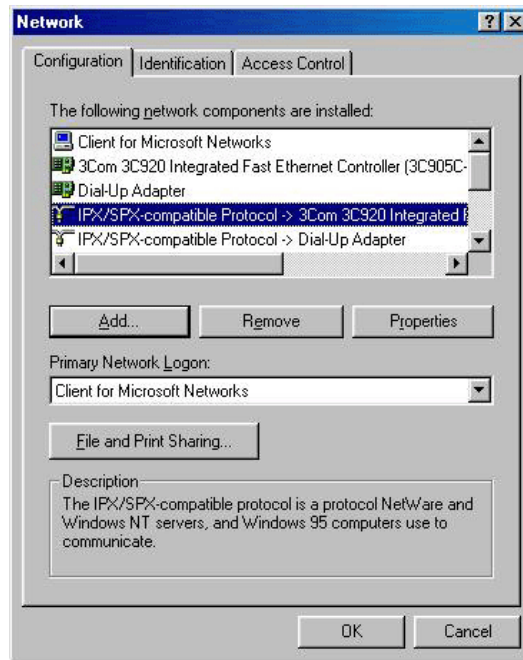 Network
Configuration Identification Access Control
The following network components are installed:
Client for Microsoft Networks
3Com 3C920 Integrated Fast Ethernet Controller (3C905C-
Dial-Up Adapter
IPX/SPX-compatible Protocol -> 3Com 3C920 Integrated F
IPX/SPX-compatible Protocol -> Dial-Up Adapter
Add... Remove Properties
Primary Network Logon:
Client for Microsoft Networks
File and Print Sharing...
Description
The IPX/SPX-compatible protocol is a protocol NetWare and
Windows NT servers, and Windows 95 computers use to
communicate.
OK Cancel